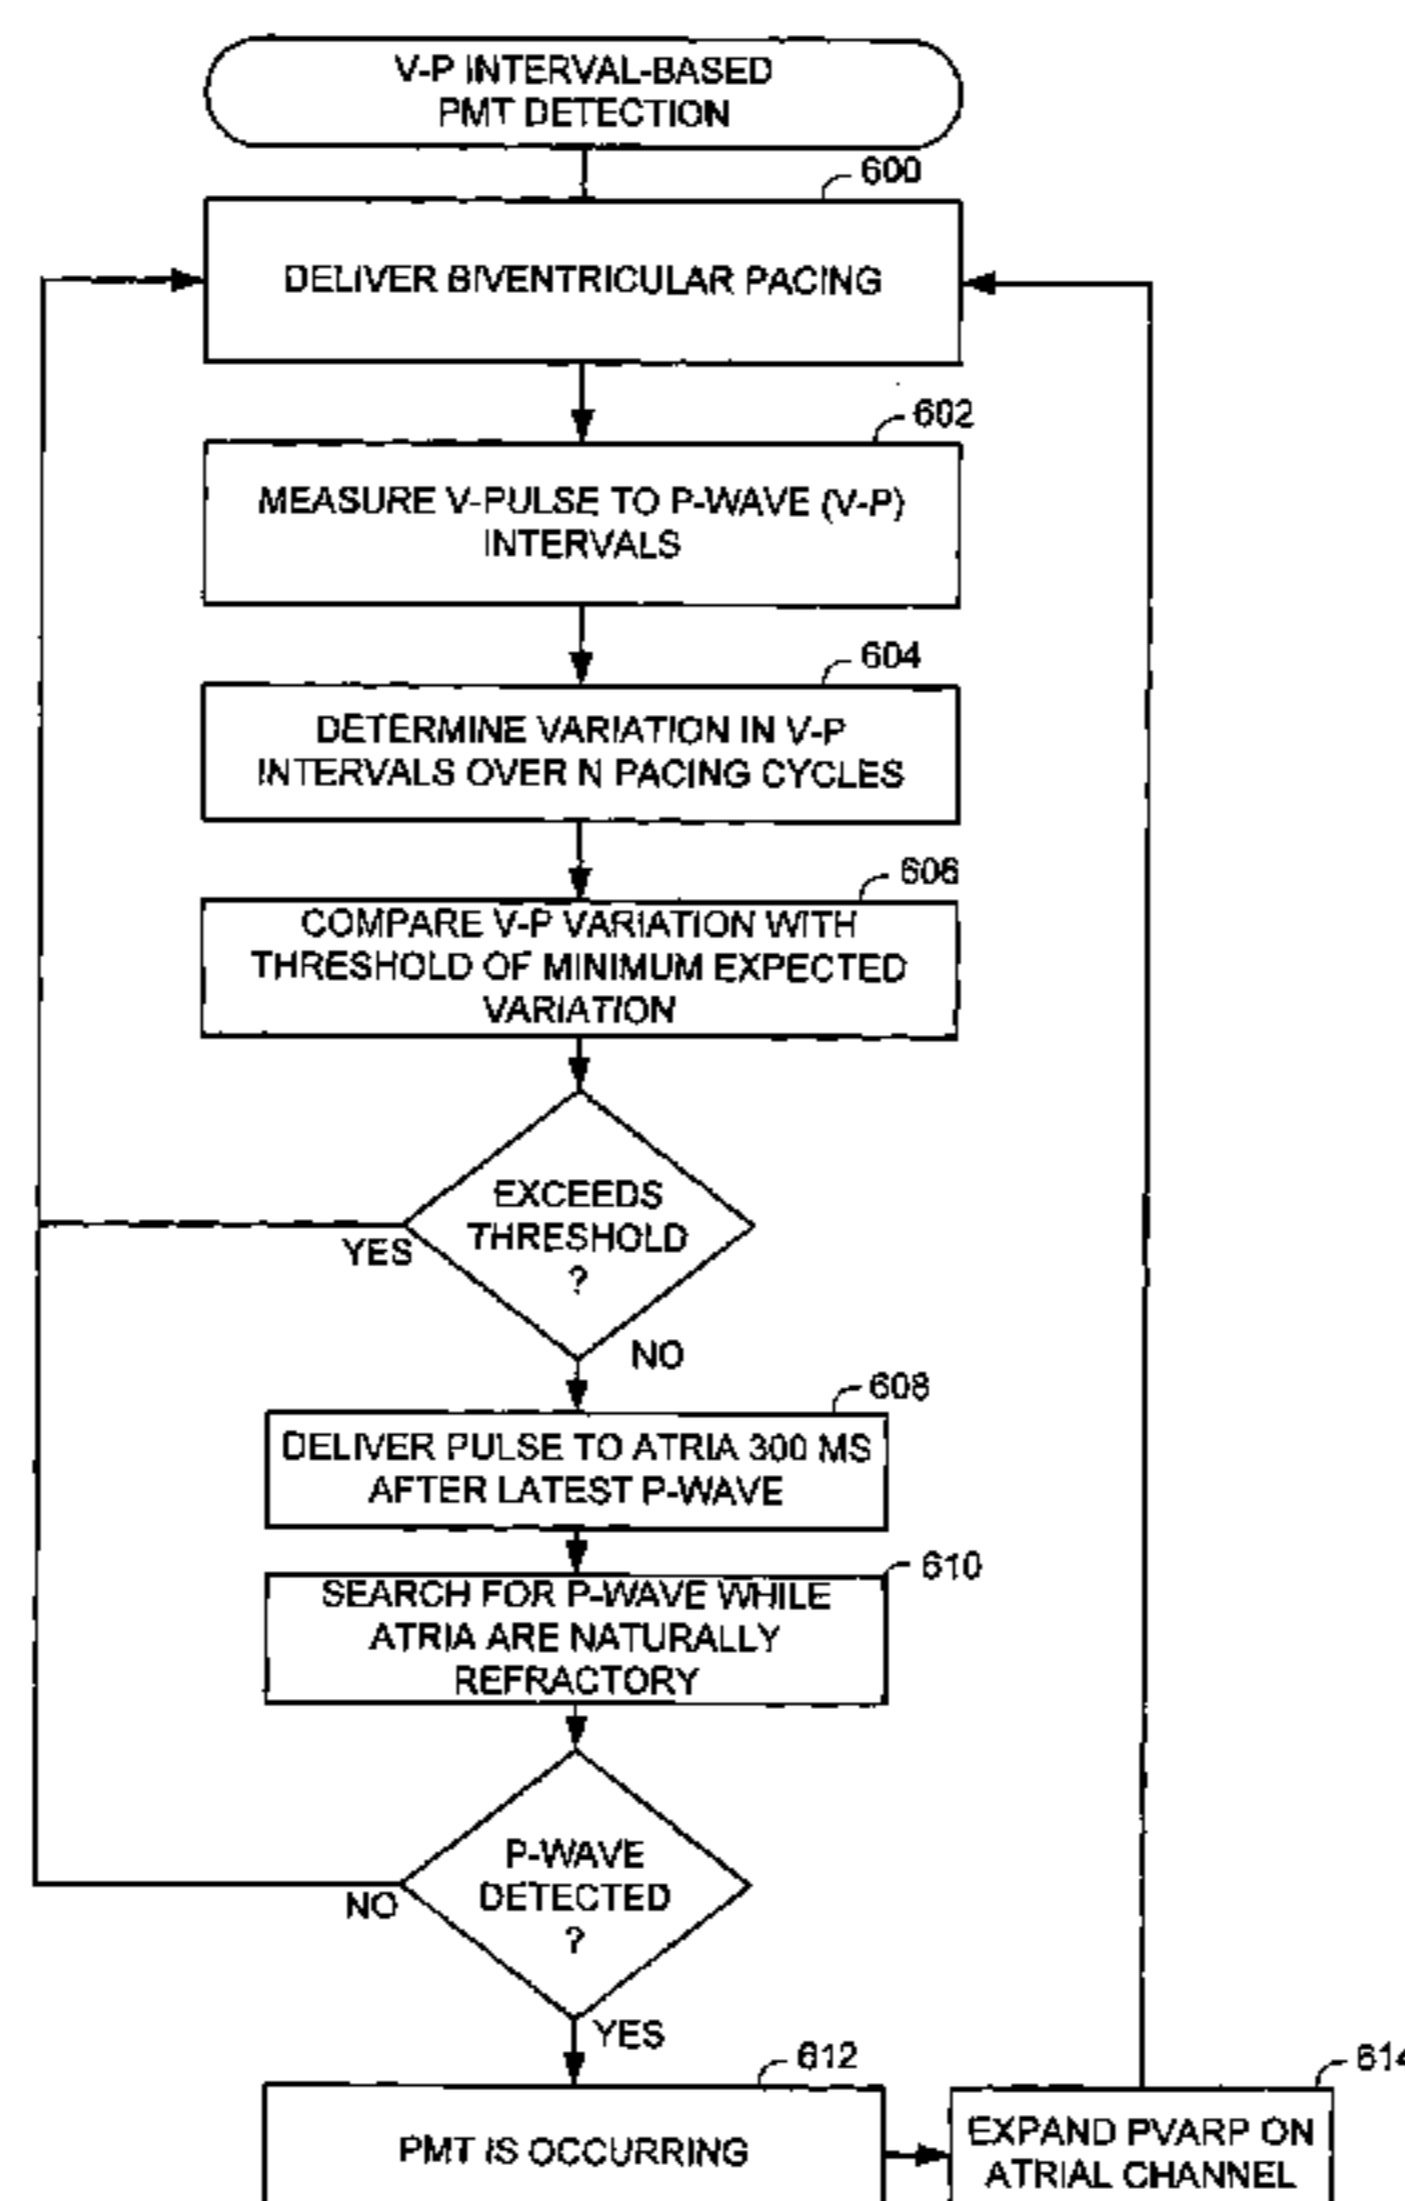 V-P INTERVAL-BASED
PMT DETECTION
600
DELIVER BIVENTRICULAR PACING
602
MEASURE V-PULSE TO P-WAVE (V-P)
INTERVALS
604
DETERMINE VARIATION IN V-P
INTERVALS OVER N PACING CYCLES
606
COMPARE V-P VARIATION WITH
THRESHOLD OF MINIMUM EXPECTED
VARIATION
EXCEEDS
THRESHOLD
?
YES
NO
608
DELIVER PULSE TO ATRIA 300 MS
AFTER LATEST P-WAVE
610
SEARCH FOR P-WAVE WHILE
ATRIA ARE NATURALLY
REFRACTORY
P-WAVE
DETECTED
?
NO
YES
612
PMT IS OCCURRING
614
EXPAND PVARP ON
ATRIAL CHANNEL